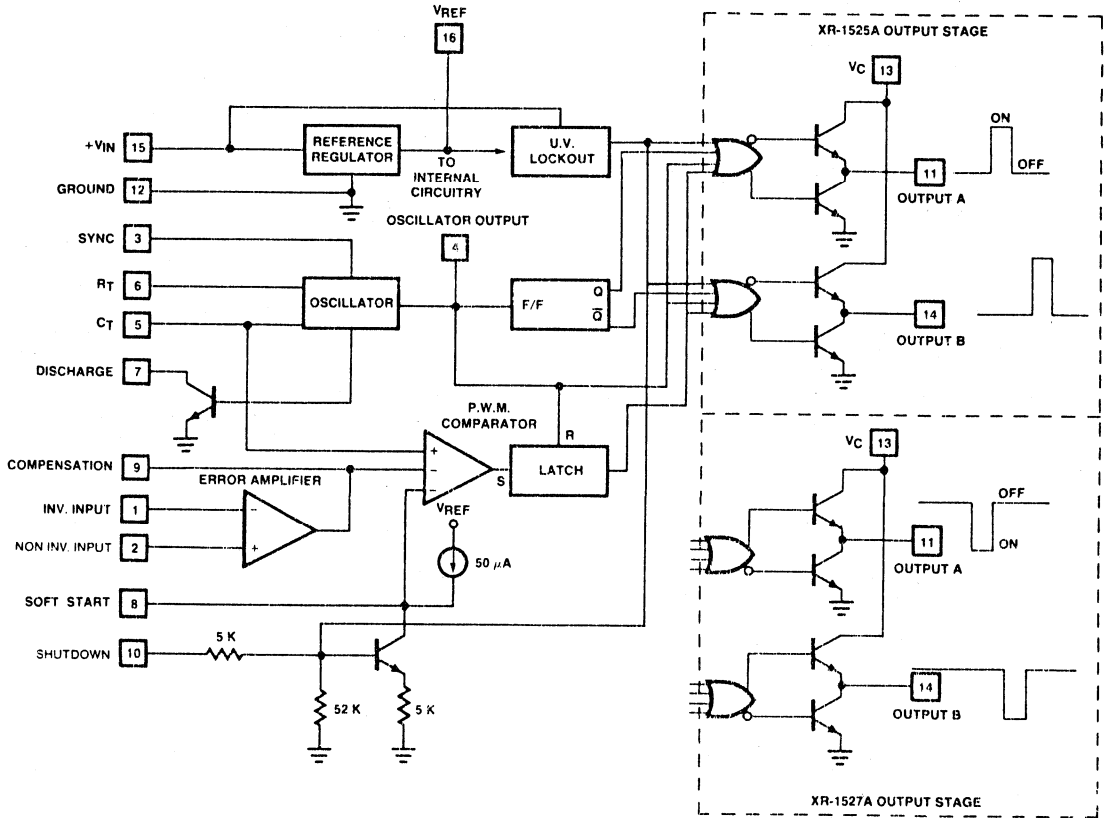 VREF
16
XR-1525A OUTPUT STAGE
VC
13
+VIN
15
REFERENCE
REGULATOR
TO
INTERNAL
CIRCUITRY
U.V.
LOCKOUT
ON
OFF
11
OUTPUT A
GROUND
12
OSCILLATOR OUTPUT
4
SYNC
3
RT
6
OSCILLATOR
F/F
Q
Q̅
CT
5
14
OUTPUT B
DISCHARGE
7
P.W.M.
COMPARATOR
R
LATCH
S
+
−
−
COMPENSATION
9
ERROR AMPLIFIER
INV. INPUT
1
−
NON INV. INPUT
2
+
VREF
50 μA
SOFT START
8
SHUTDOWN
10
5 K
52 K
5 K
VC
13
OFF
ON
11
OUTPUT A
14
OUTPUT B
XR-1527A OUTPUT STAGE